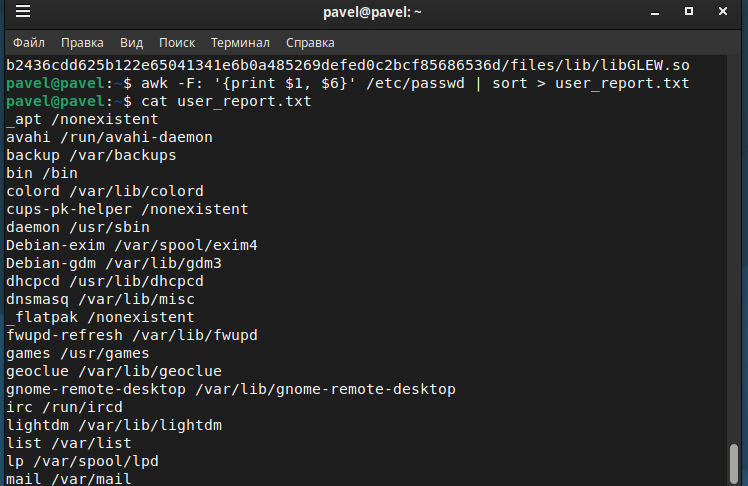 pavel@pavel: ~
Файл Правка Вид Поиск Терминал Справка
b2436cdd625b122e65041341e6b0a485269defed0c2bcf85686536d/files/lib/libGLEW.so
pavel@pavel:~$ awk -F: '{print $1, $6}' /etc/passwd | sort > user_report.txt
pavel@pavel:~$ cat user_report.txt
_apt /nonexistent
avahi /run/avahi-daemon
backup /var/backups
bin /bin
colord /var/lib/colord
cups-pk-helper /nonexistent
daemon /usr/sbin
Debian-exim /var/spool/exim4
Debian-gdm /var/lib/gdm3
dhcpcd /usr/lib/dhcpcd
dnsmasq /var/lib/misc
_flatpak /nonexistent
fwupd-refresh /var/lib/fwupd
games /usr/games
geoclue /var/lib/geoclue
gnome-remote-desktop /var/lib/gnome-remote-desktop
irc /run/ircd
lightdm /var/lib/lightdm
list /var/list
lp /var/spool/lpd
mail /var/mail